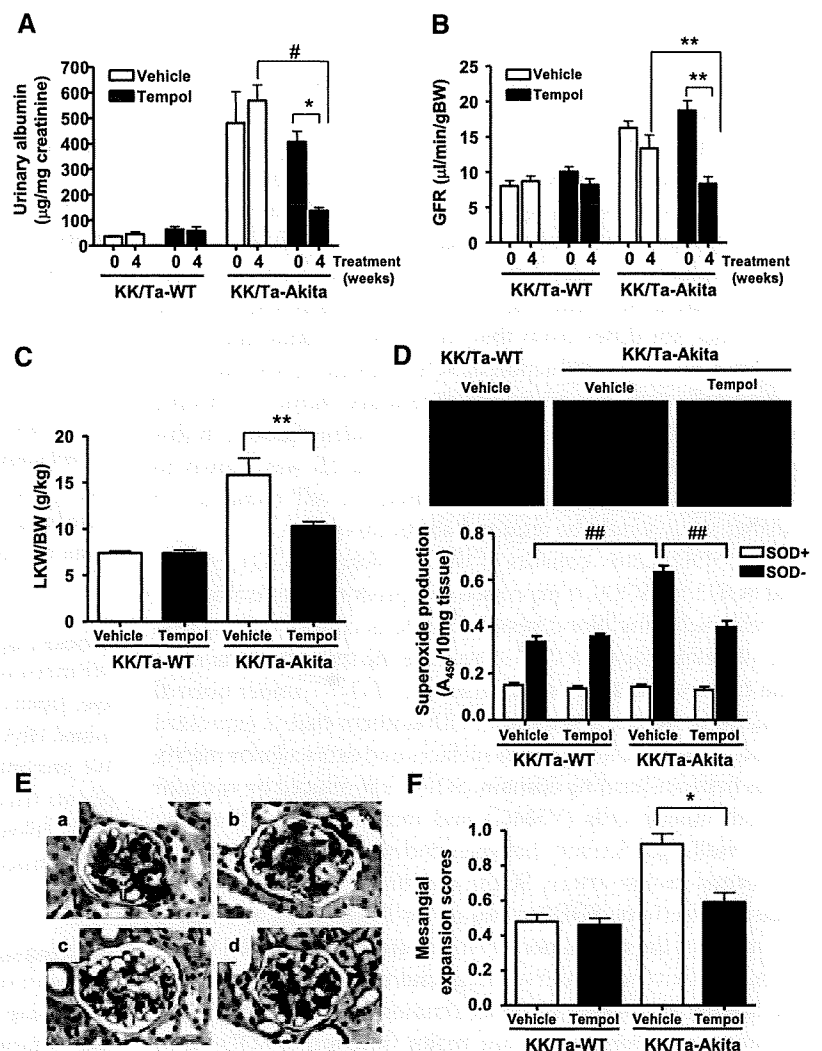 A
Urinary albumin
(µg/mg creatinine)
700
600
500
400
300
200
100
0
Vehicle
Tempol
#
*
0 4 0 4 0 4 0 4 Treatment
(weeks)
KK/Ta-WT KK/Ta-Akita
B
GFR (µl/min/gBW)
25
20
15
10
5
0
Vehicle
Tempol
**
**
0 4 0 4 0 4 0 4 Treatment
(weeks)
KK/Ta-WT KK/Ta-Akita
C
LKW/BW (g/kg)
20
15
10
5
0
**
Vehicle Tempol Vehicle Tempol
KK/Ta-WT KK/Ta-Akita
D
KK/Ta-WT KK/Ta-Akita
Vehicle Vehicle Tempol
Superoxide production
(A450/10mg tissue)
0.8
0.6
0.4
0.2
0.0
## ##
SOD+
SOD-
Vehicle Tempol Vehicle Tempol
KK/Ta-WT KK/Ta-Akita
E
a b
c d
F
Mesangial
expansion scores
1.0
0.8
0.6
0.4
0.2
0.0
*
Vehicle Tempol Vehicle Tempol
KK/Ta-WT KK/Ta-Akita